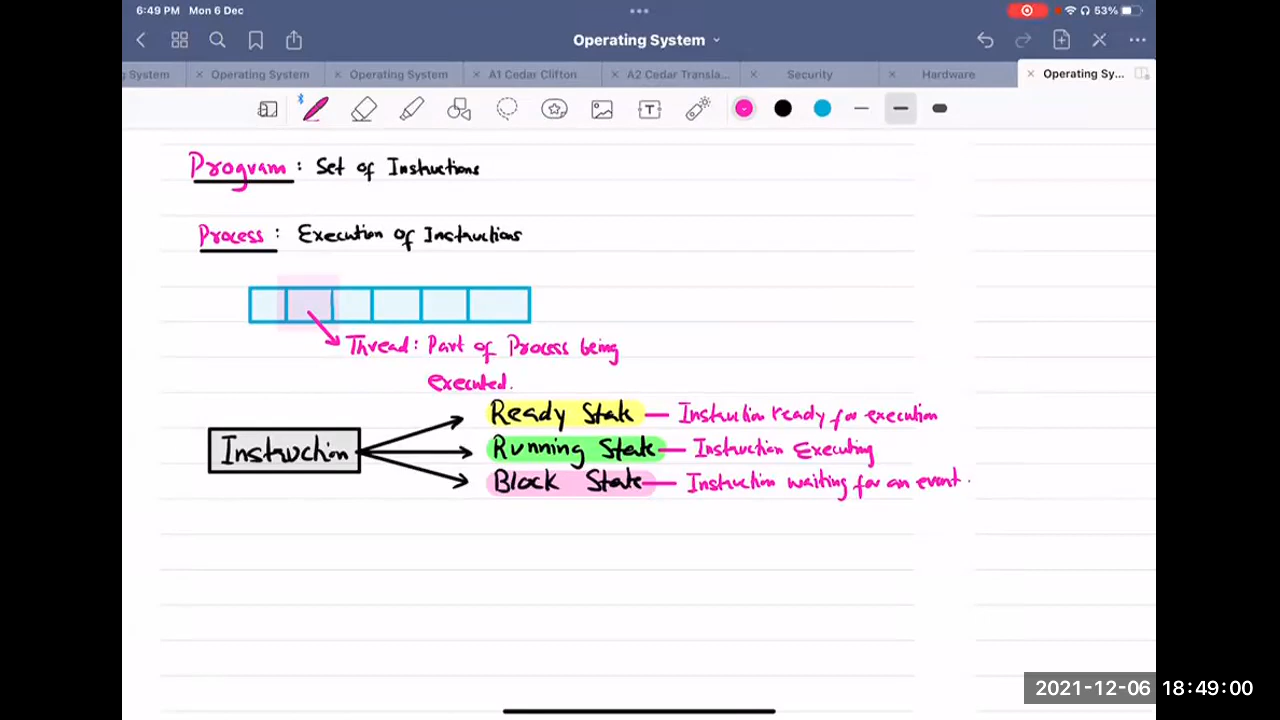 6:49 PM Mon 6 Dec
53%
Operating System
g System
Operating System
Operating System
A1 Cedar Clifton
A2 Cedar Transla...
Security
Hardware
Operating Sy...
Program : Set of Instructions
Process : Execution of Instructions
Thread : Part of Process being
executed.
Ready State — Instruction ready for execution
Instruction
Running State — Instruction Executing
Block State — Instruction waiting for an event.
2021-12-06 18:49:00